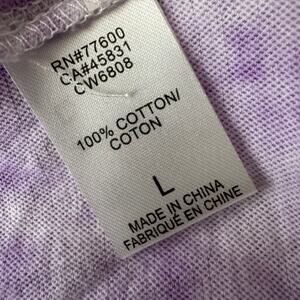 RN#77600
CA#45831
CW6808
100% COTTON/
COTON
L
MADE IN CHINA
FABRIQUÉ EN CHINE